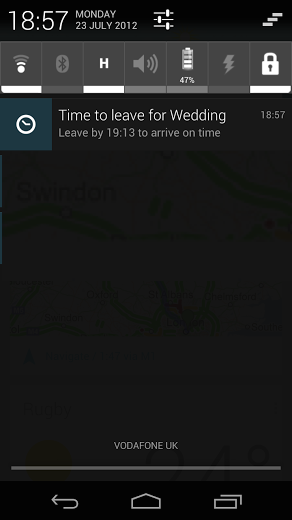 18:57
MONDAY
23 JULY 2012
H
47%
Time to leave for Wedding
18:57
Leave by 19:13 to arrive on time
Swindon
VODAFONE UK